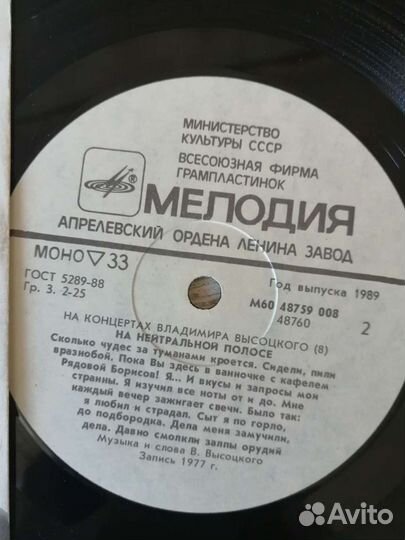 МИНИСТЕРСТВО
КУЛЬТУРЫ СССР
ВСЕСОЮЗНАЯ ФИРМА
ГРАМПЛАСТИНОК
®
МЕЛОДИЯ
АПРЕЛЕВСКИЙ ОРДЕНА ЛЕНИНА ЗАВОД
МОНО ▽ 33
ГОСТ 5289-88
Гр. 3. 2-25
Год выпуска 1989
М60 48759 008
48760
2
НА КОНЦЕРТАХ ВЛАДИМИРА ВЫСОЦКОГО (8)
НА НЕЙТРАЛЬНОЙ ПОЛОСЕ
Сколько чудес за туманами кроется. Сидели, пили
вразнобой. Пока Вы здесь в ванночке с кафелем
Рядовой Борисов! Я... И вкусы и запросы мои
странны. Я изучил все ноты от и до. Мне
каждый вечер зажигает свечи. Было так:
я любил и страдал. Сыт я по горло,
до подбородка. Дела меня замучили,
дела. Давно смолкли залпы орудий
Музыка и слова В. Высоцкого
Запись 1977 г.
Avito